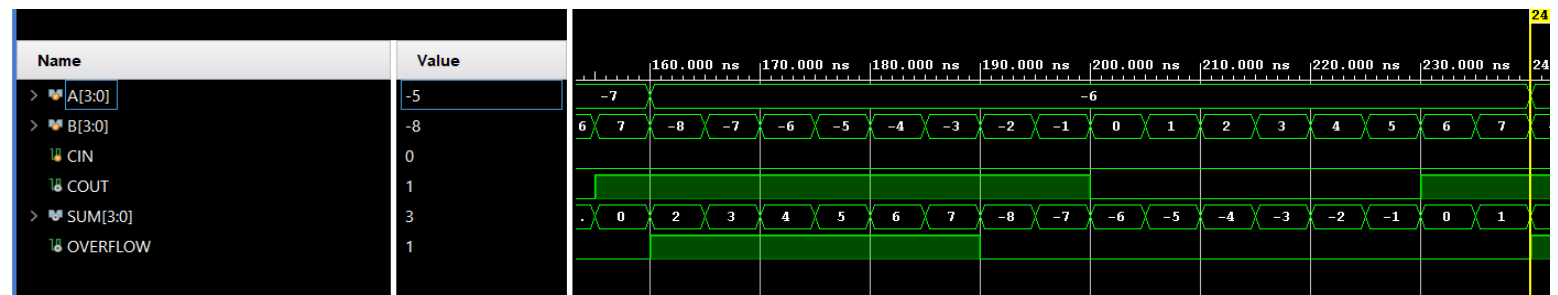 24
Name Value 160.000 ns 170.000 ns 180.000 ns 190.000 ns 200.000 ns 210.000 ns 220.000 ns 230.000 ns 24
A[3:0] -5 -7 -6
B[3:0] -8 6 7 -8 -7 -6 -5 -4 -3 -2 -1 0 1 2 3 4 5 6 7
CIN 0
COUT 1
SUM[3:0] 3 . 0 2 3 4 5 6 7 -8 -7 -6 -5 -4 -3 -2 -1 0 1
OVERFLOW 1